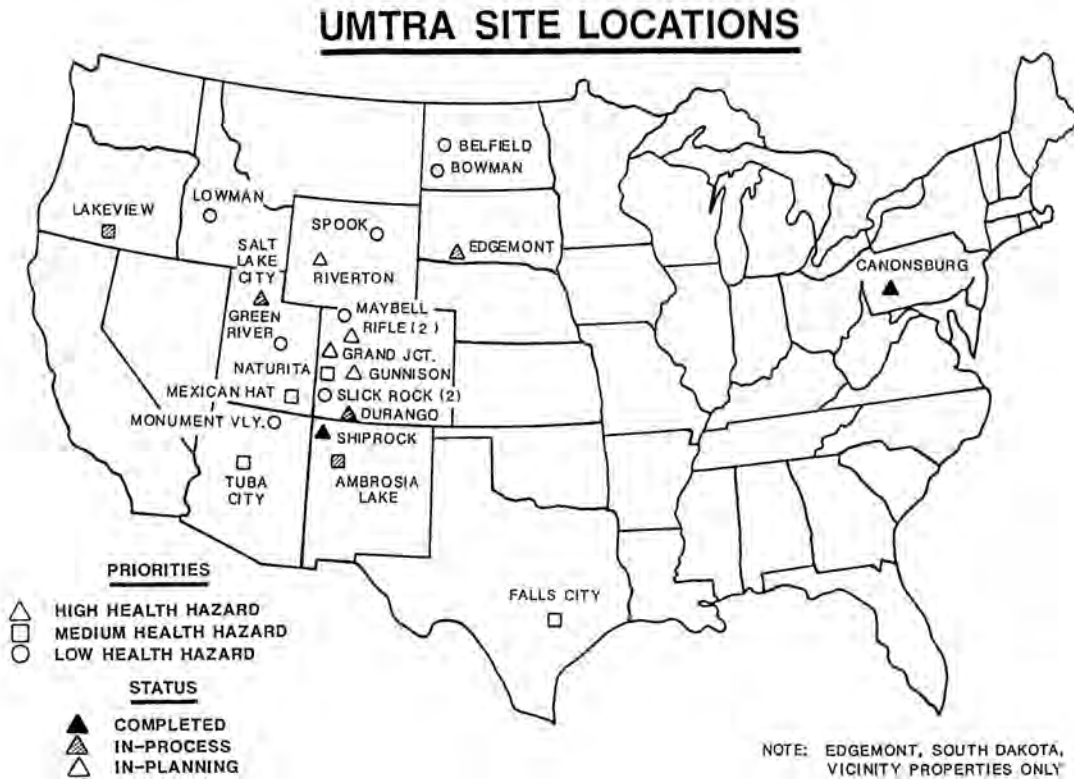 UMTRA SITE LOCATIONS
BELFIELD
BOWMAN
LOWMAN
LAKEVIEW
SPOOK
SALT
LAKE
CITY
EDGEMONT
RIVERTON
CANONSBURG
MAYBELL
GREEN
RIVER
RIFLE (2)
GRAND JCT.
NATURITA
GUNNISON
MEXICAN HAT
SLICK ROCK (2)
DURANGO
MONUMENT VLY.
SHIPROCK
TUBA
CITY
AMBROSIA
LAKE
FALLS CITY
PRIORITIES
HIGH HEALTH HAZARD
MEDIUM HEALTH HAZARD
LOW HEALTH HAZARD
STATUS
COMPLETED
IN-PROCESS
IN-PLANNING
NOTE: EDGEMONT, SOUTH DAKOTA,
VICINITY PROPERTIES ONLY